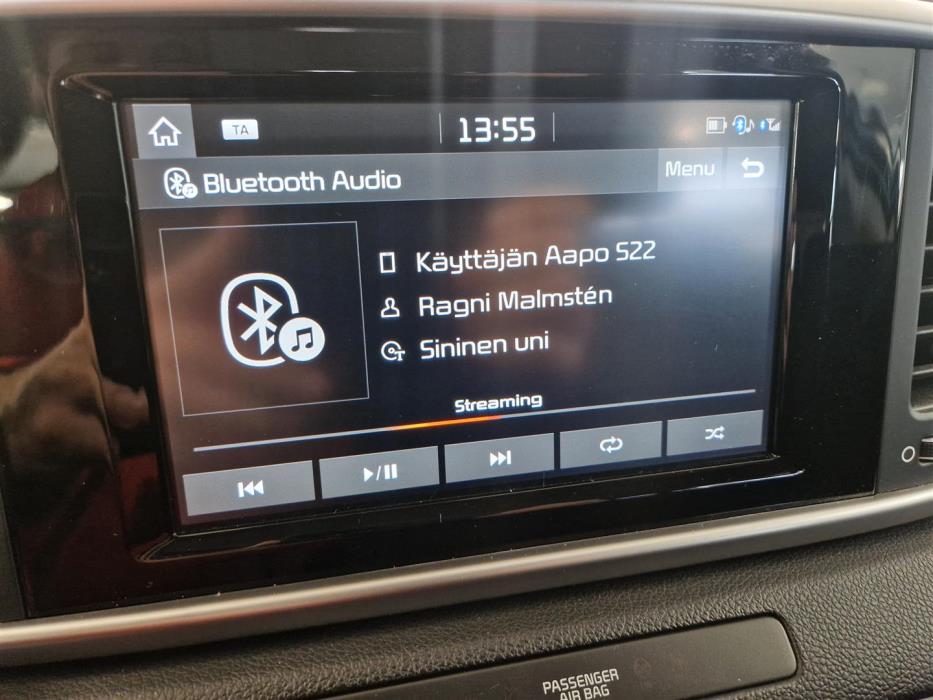 TA
13:55
Bluetooth Audio
Menu
Käyttäjän Aapo S22
Ragni Malmstén
Sininen uni
Streaming
PASSENGER
AIR BAG